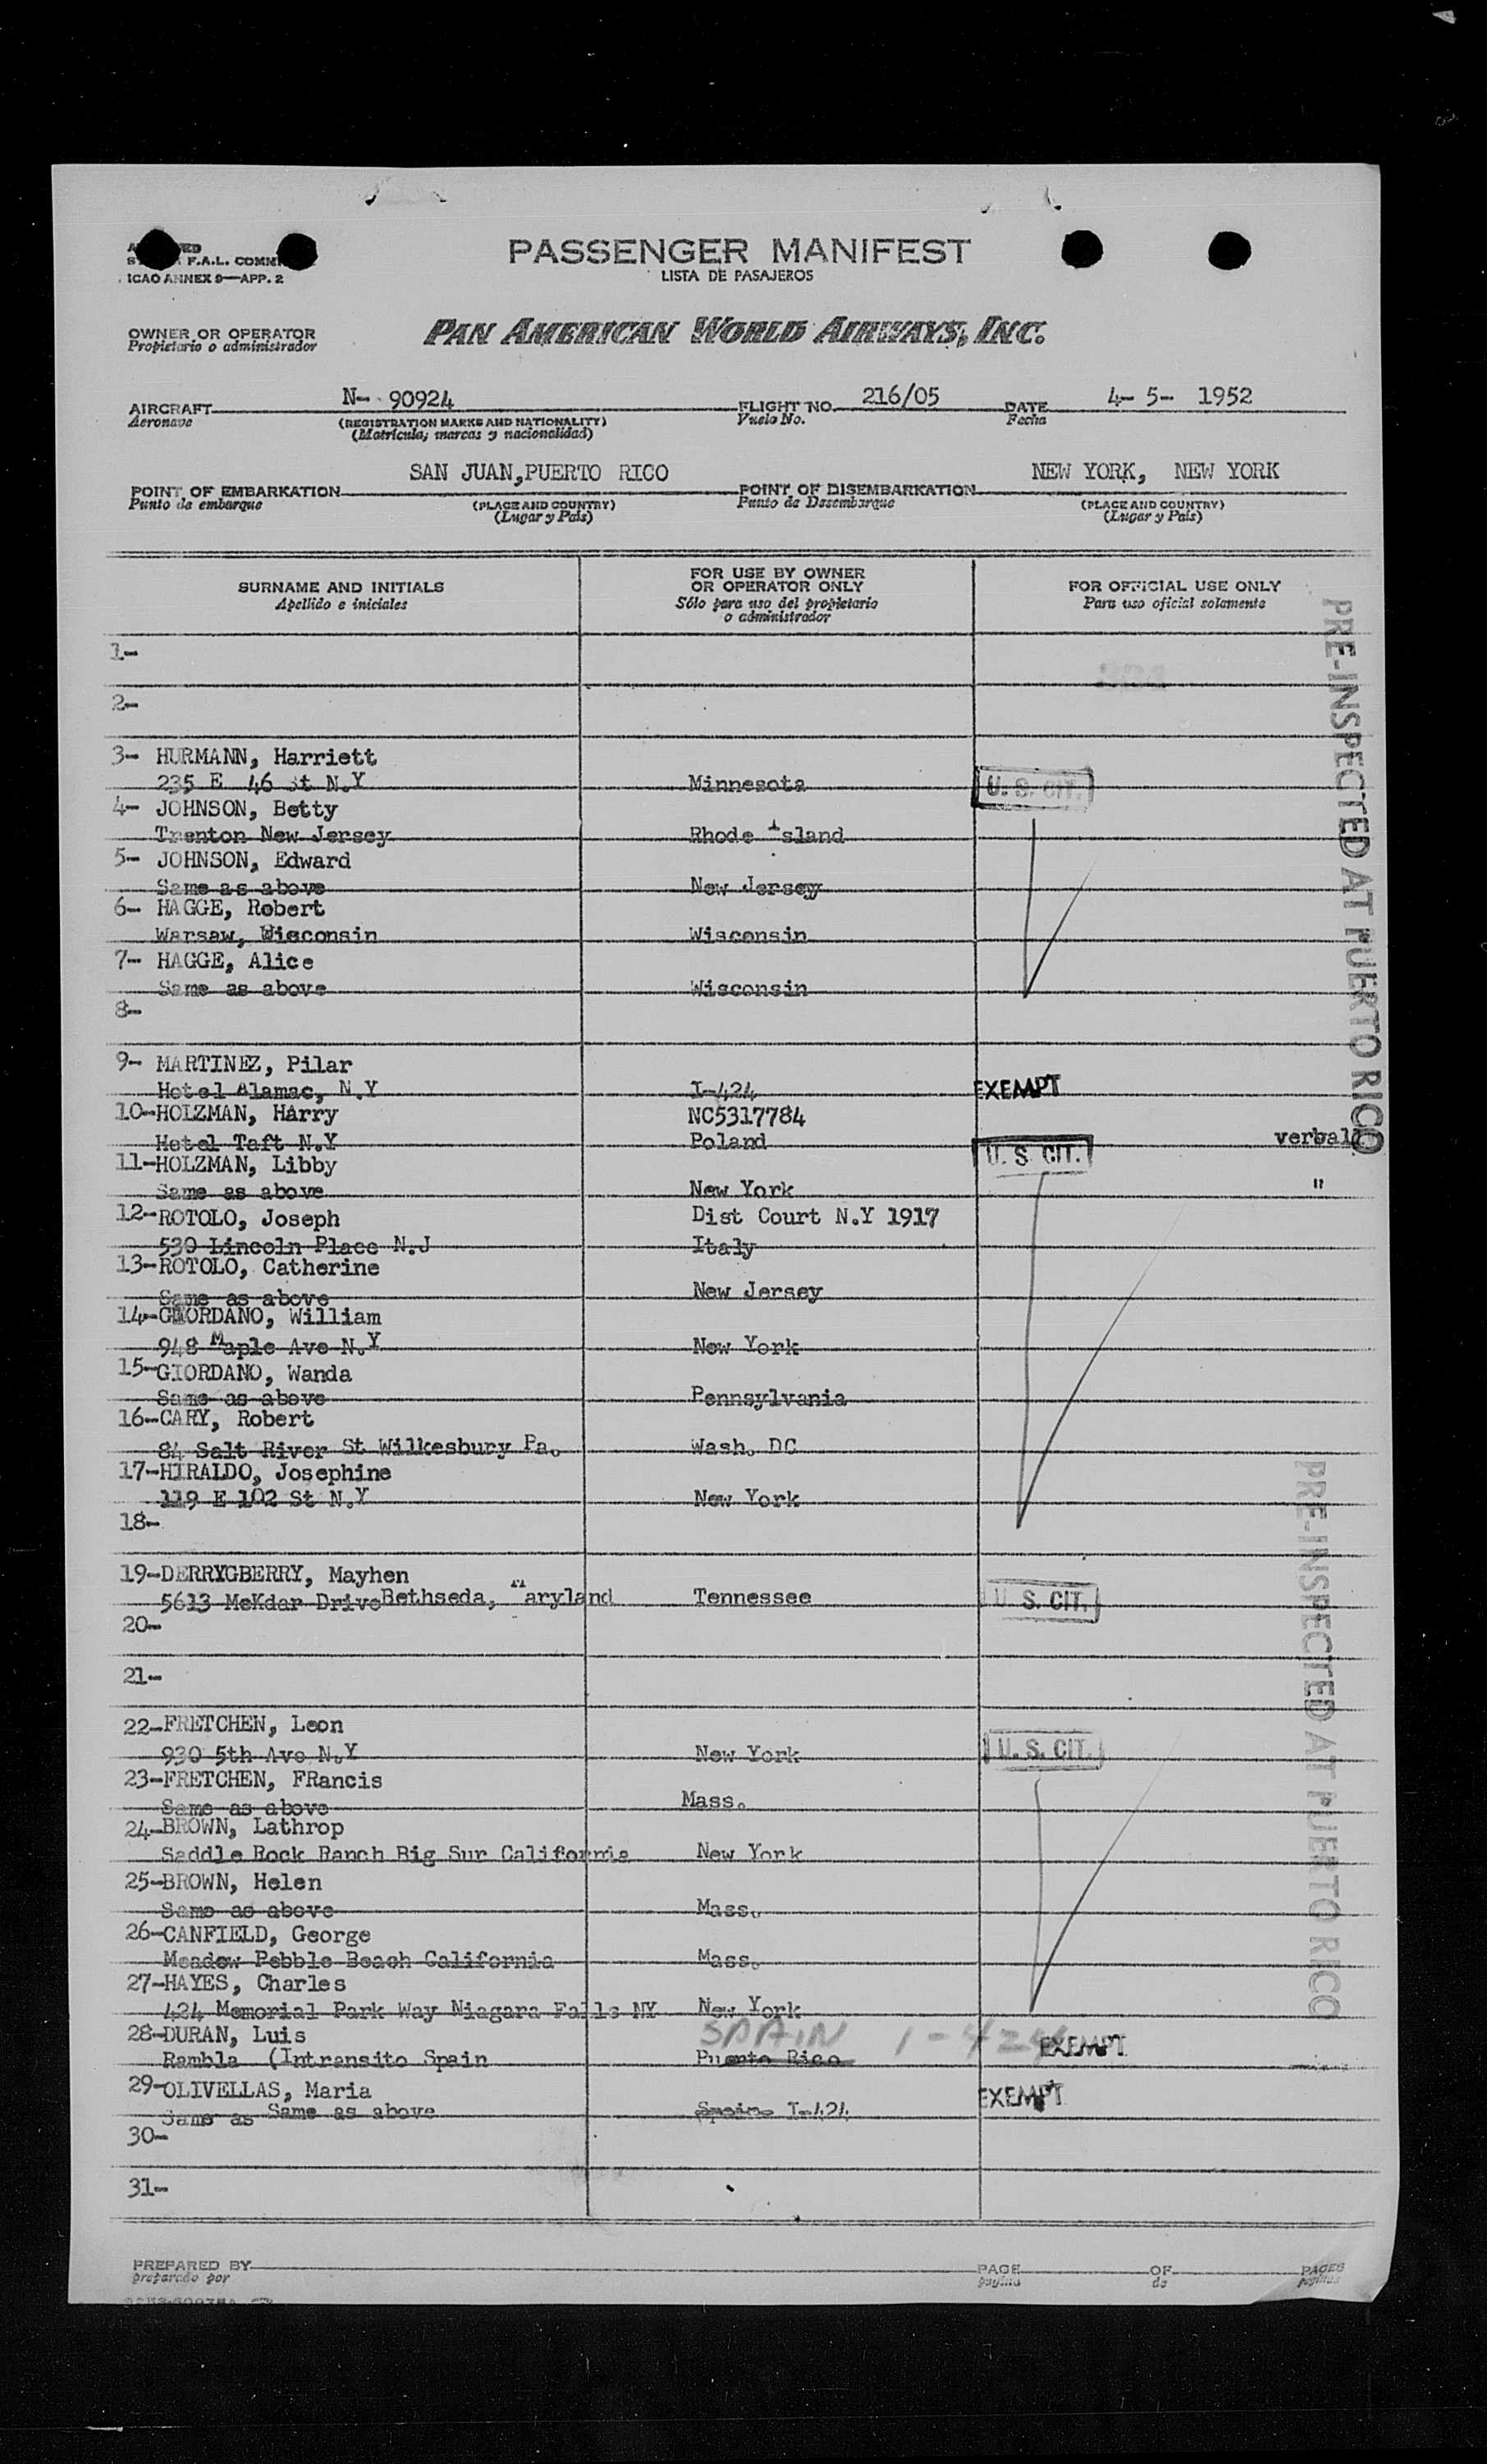 PASSENGER MANIFEST
LISTA DE PASAJEROS
F.A.L. COMM
ICAO ANNEX 9—APP. 2
OWNER OR OPERATOR
Propietario o administrador
PAN AMERICAN WORLD AIRWAYS, INC.
AIRCRAFT N- 90924 FLIGHT NO. 216/05 DATE 4- 5- 1952
Aeronave (REGISTRATION MARKS AND NATIONALITY) Vuelo No. Fecha
(Matrícula; marcas y nacionalidad)
POINT OF EMBARKATION SAN JUAN,PUERTO RICO POINT OF DISEMBARKATION NEW YORK, NEW YORK
Punto de embarque (PLACE AND COUNTRY) Punto de Desembarque (PLACE AND COUNTRY)
(Lugar y País) (Lugar y País)
SURNAME AND INITIALS FOR USE BY OWNER OR OPERATOR ONLY FOR OFFICIAL USE ONLY
Apellido e iniciales Sólo para uso del propietario o administrador Para uso oficial solamente
PRE-INSPECTED AT PUERTO RICO
1-
2-
3- HURMANN, Harriett
235 E 46 St N.Y Minnesota U. S. CIT.
4- JOHNSON, Betty
Trenton New Jersey Rhode Island
5- JOHNSON, Edward
Same as above New Jersey
6- HAGGE, Robert
Warsaw, Wisconsin Wisconsin
7- HAGGE, Alice
Same as above Wisconsin
8-
9- MARTINEZ, Pilar
Hotel Alamac, N.Y I-424 EXEMPT
10-HOLZMAN, Harry NC5317784
Hotel Taft N.Y Poland U. S. CIT. verbal
11-HOLZMAN, Libby
Same as above New York "
12-ROTOLO, Joseph Dist Court N.Y 1917
530 Lincoln Place N.J Italy
13-ROTOLO, Catherine
Same as above New Jersey
14-GIORDANO, William
948 Maple Ave N.Y New York
15-GIORDANO, Wanda
Same as above Pennsylvania
16-CARY, Robert
84 Salt River St Wilkesbury Pa. Wash. DC
17-HIRALDO, Josephine
119 E 102 St N.Y New York
18-
PRE-INSPECTED AT PUERTO RICO
19-DERRYGBERRY, Mayhen
5613 McKdar Drive Bethseda, Maryland Tennessee U. S. CIT.
20-
21-
22-FRETCHEN, Leon
930 5th Ave N.Y New York U. S. CIT.
23-FRETCHEN, FRancis
Same as above Mass.
24-BROWN, Lathrop
Saddle Rock Ranch Big Sur California New York
25-BROWN, Helen
Same as above Mass.
26-CANFIELD, George
Meadow Pebble Beach California Mass.
27-HAYES, Charles
424 Memorial Park Way Niagara Falls NY New York
28-DURAN, Luis SPAIN 1-424 EXEMPT
Rambla (Intransito Spain Puerto Rico
29-OLIVELLAS, Maria EXEMPT
Same as Same as above Spain I-424
30-
31-
PREPARED BY PAGE OF PAGES
preparado por pagina de paginas